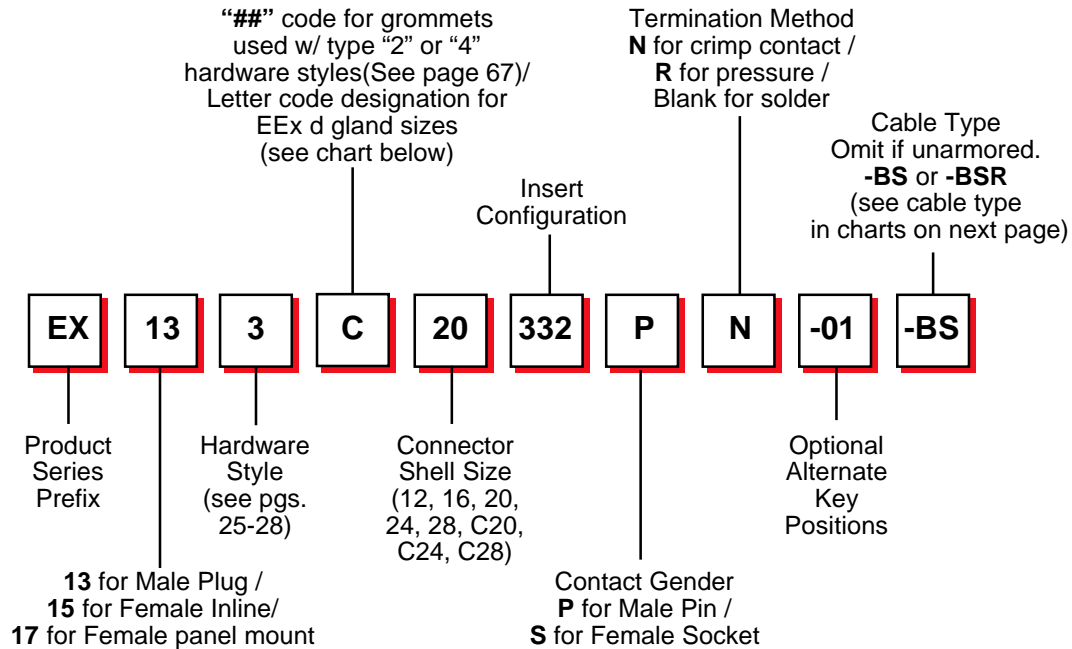 “##” code for grommets
used w/ type “2” or “4”
hardware styles(See page 67)/
Letter code designation for
EEx d gland sizes
(see chart below)
Insert
Configuration
Termination Method
N for crimp contact /
R for pressure /
Blank for solder
Cable Type
Omit if unarmored.
-BS or -BSR
(see cable type
in charts on next page)
EX 13 3 C 20 332 P N -01 -BS
Product
Series
Prefix
13 for Male Plug /
15 for Female Inline/
17 for Female panel mount
Hardware
Style
(see pgs.
25-28)
Connector
Shell Size
(12, 16, 20,
24, 28, C20,
C24, C28)
Contact Gender
P for Male Pin /
S for Female Socket
Optional
Alternate
Key
Positions